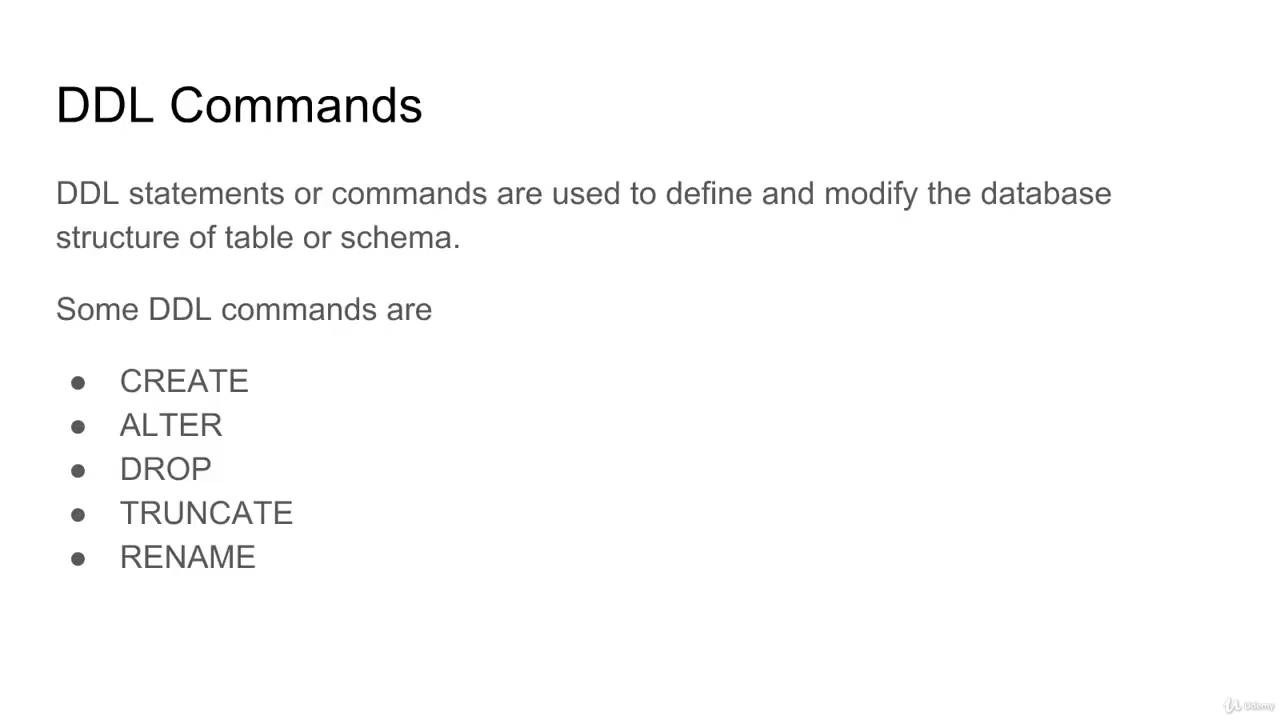 DDL Commands
DDL statements or commands are used to define and modify the database
structure of table or schema.
Some DDL commands are
● CREATE
● ALTER
● DROP
● TRUNCATE
● RENAME
Udemy